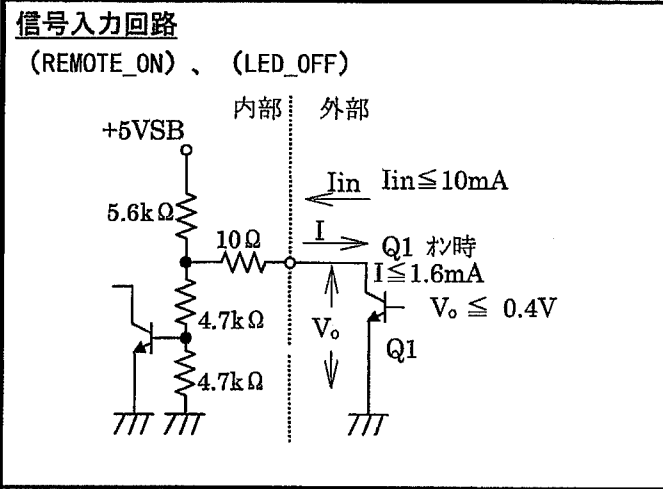 信号入力回路
(REMOTE_ON)、(LED_OFF)
内部 外部
+5VSB
Iin Iin≦10mA
5.6kΩ
10Ω
I
Q1 オン時
I≦1.6mA
Vo ≦ 0.4V
4.7kΩ
Vo
Q1
4.7kΩ